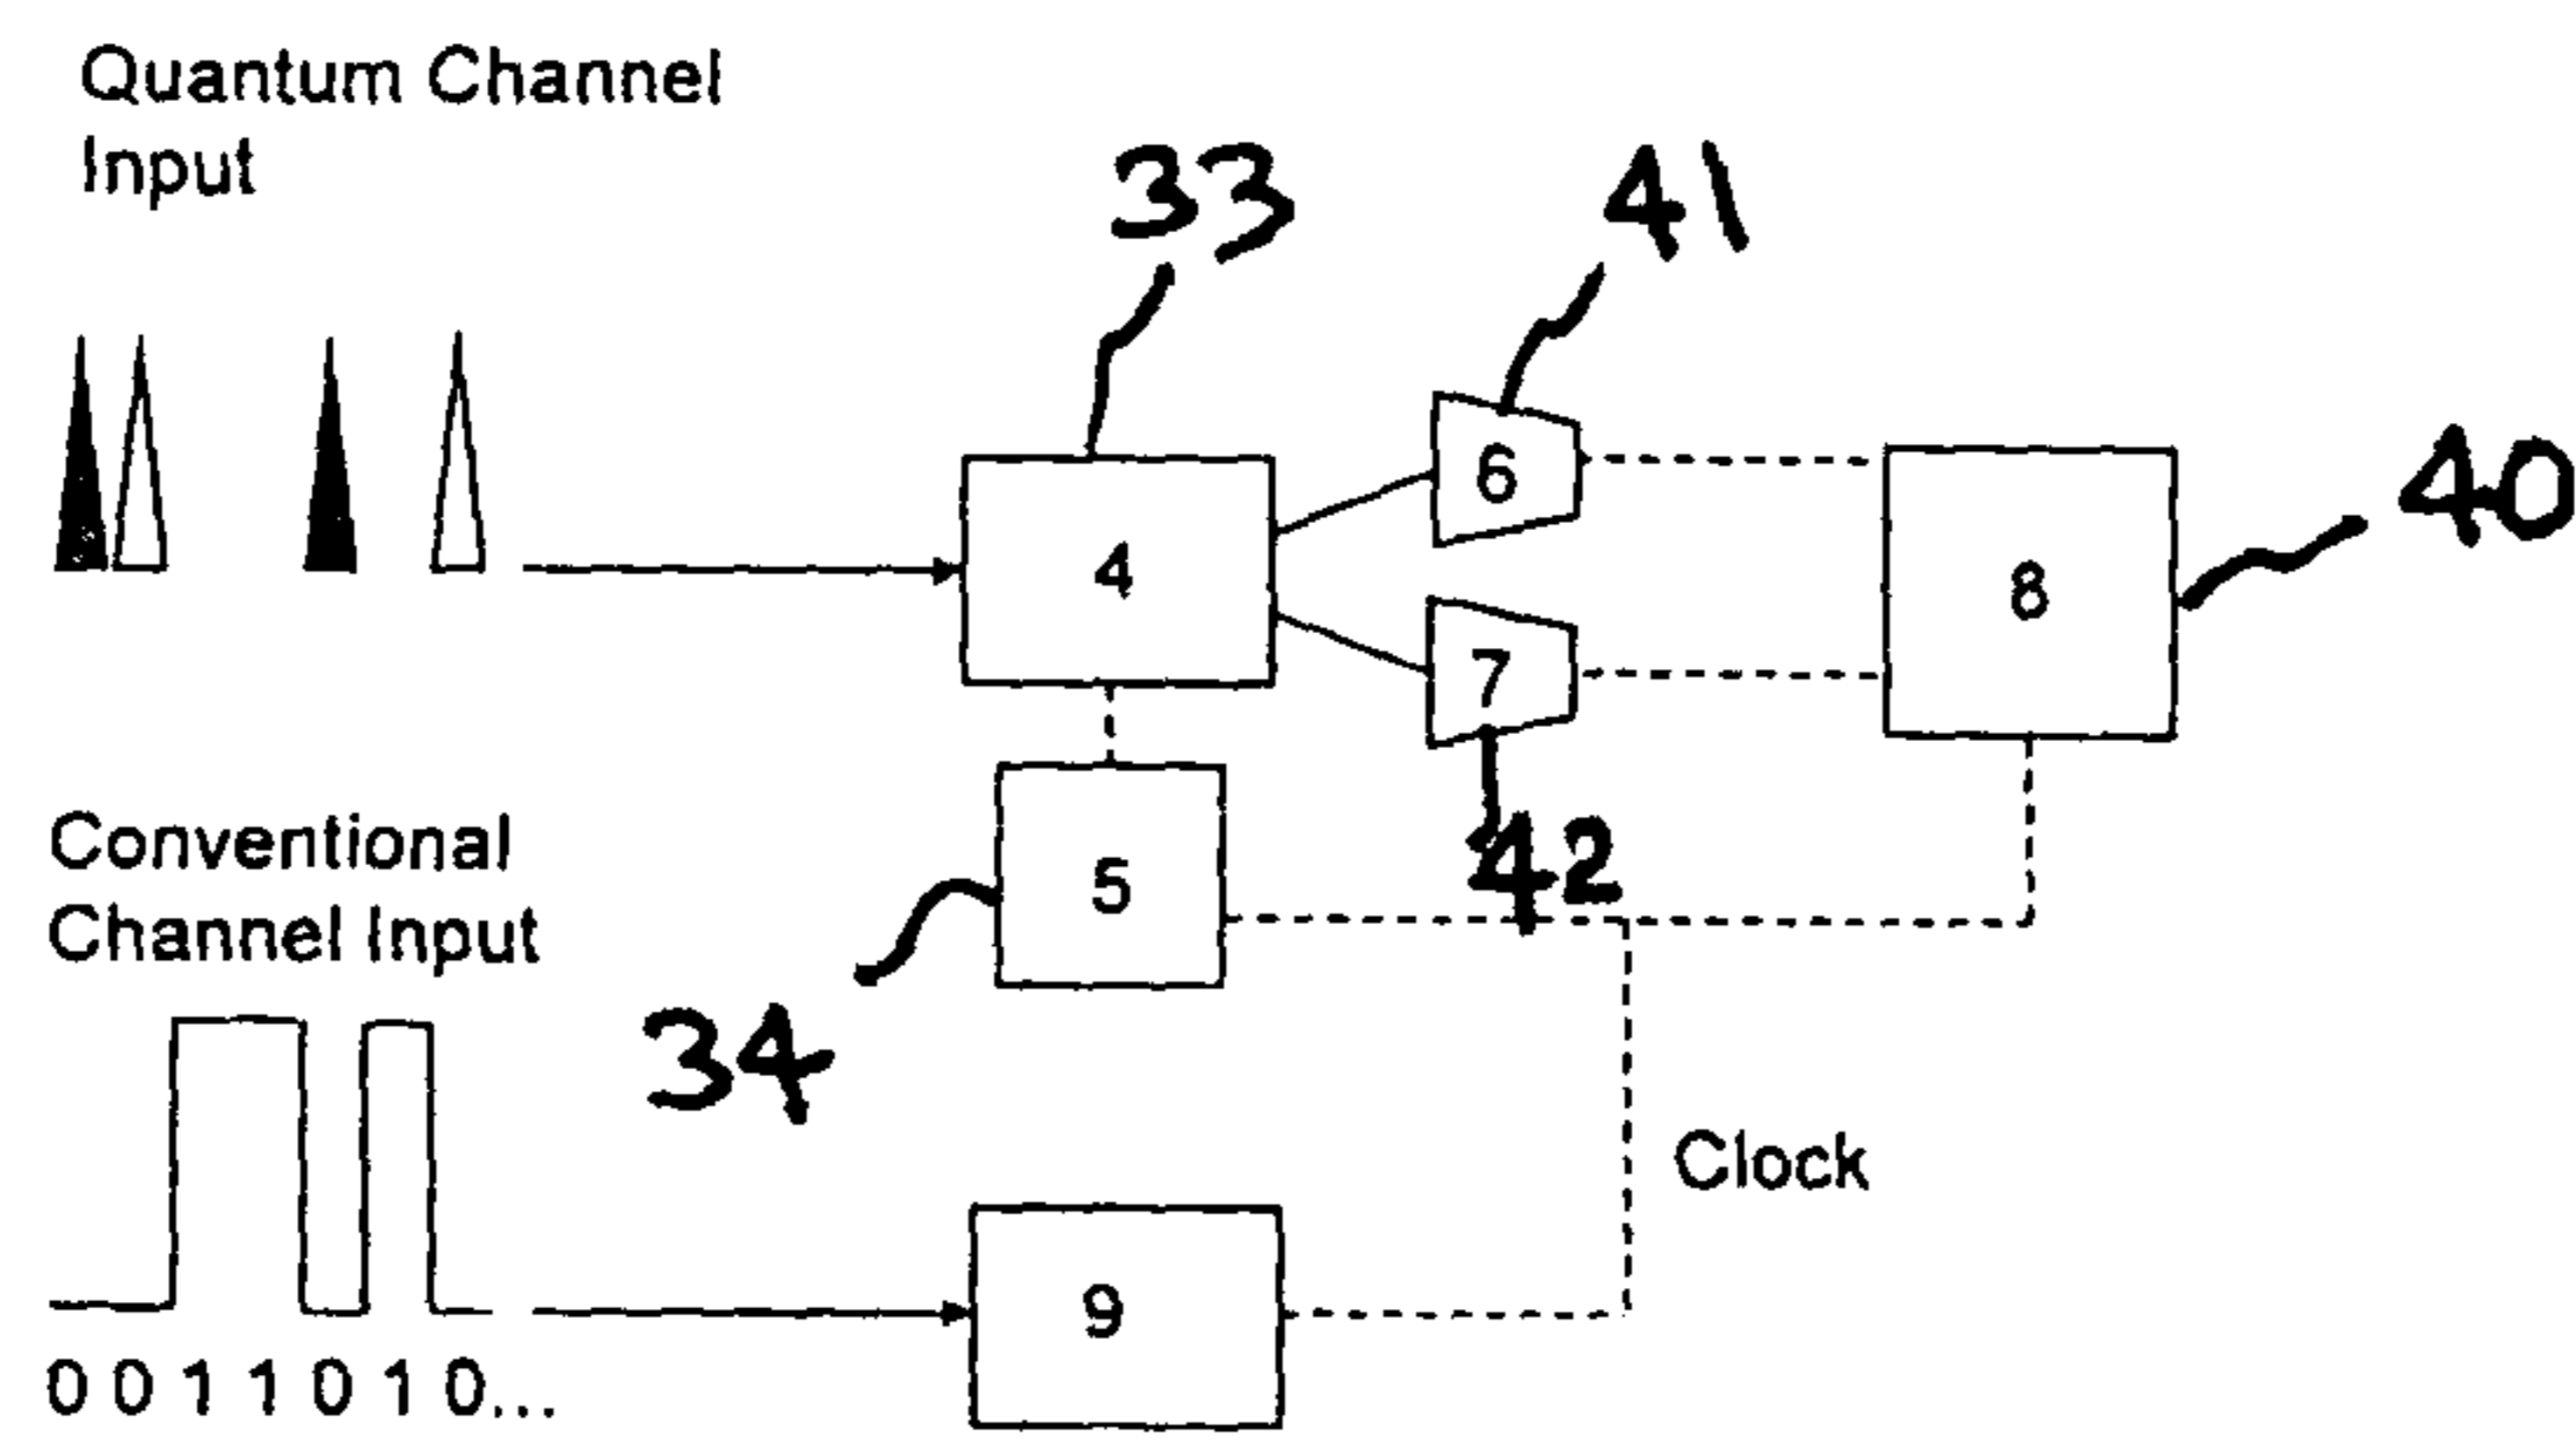 Quantum Channel
Input
33
41
6
40
4
8
7
42
Conventional
Channel Input
5
34
Clock
9
0 0 1 1 0 1 0...